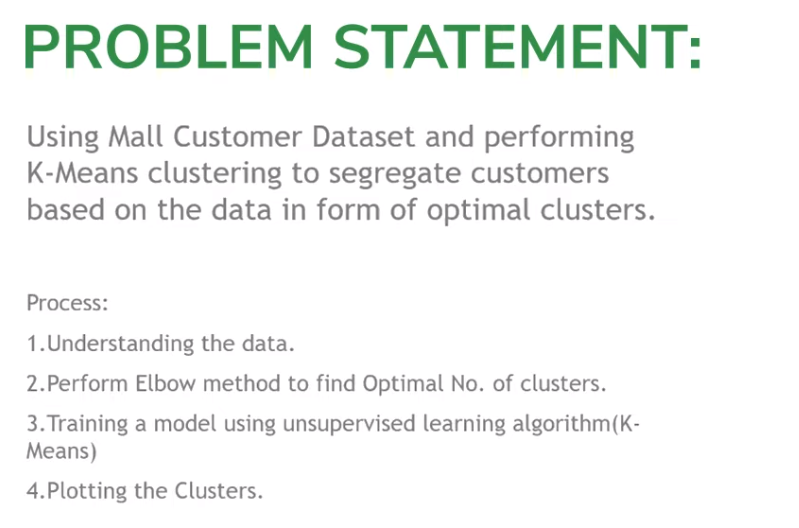 PROBLEM STATEMENT:
Using Mall Customer Dataset and performing
K-Means clustering to segregate customers
based on the data in form of optimal clusters.
Process:
1.Understanding the data.
2.Perform Elbow method to find Optimal No. of clusters.
3.Training a model using unsupervised learning algorithm(K-
Means)
4.Plotting the Clusters.